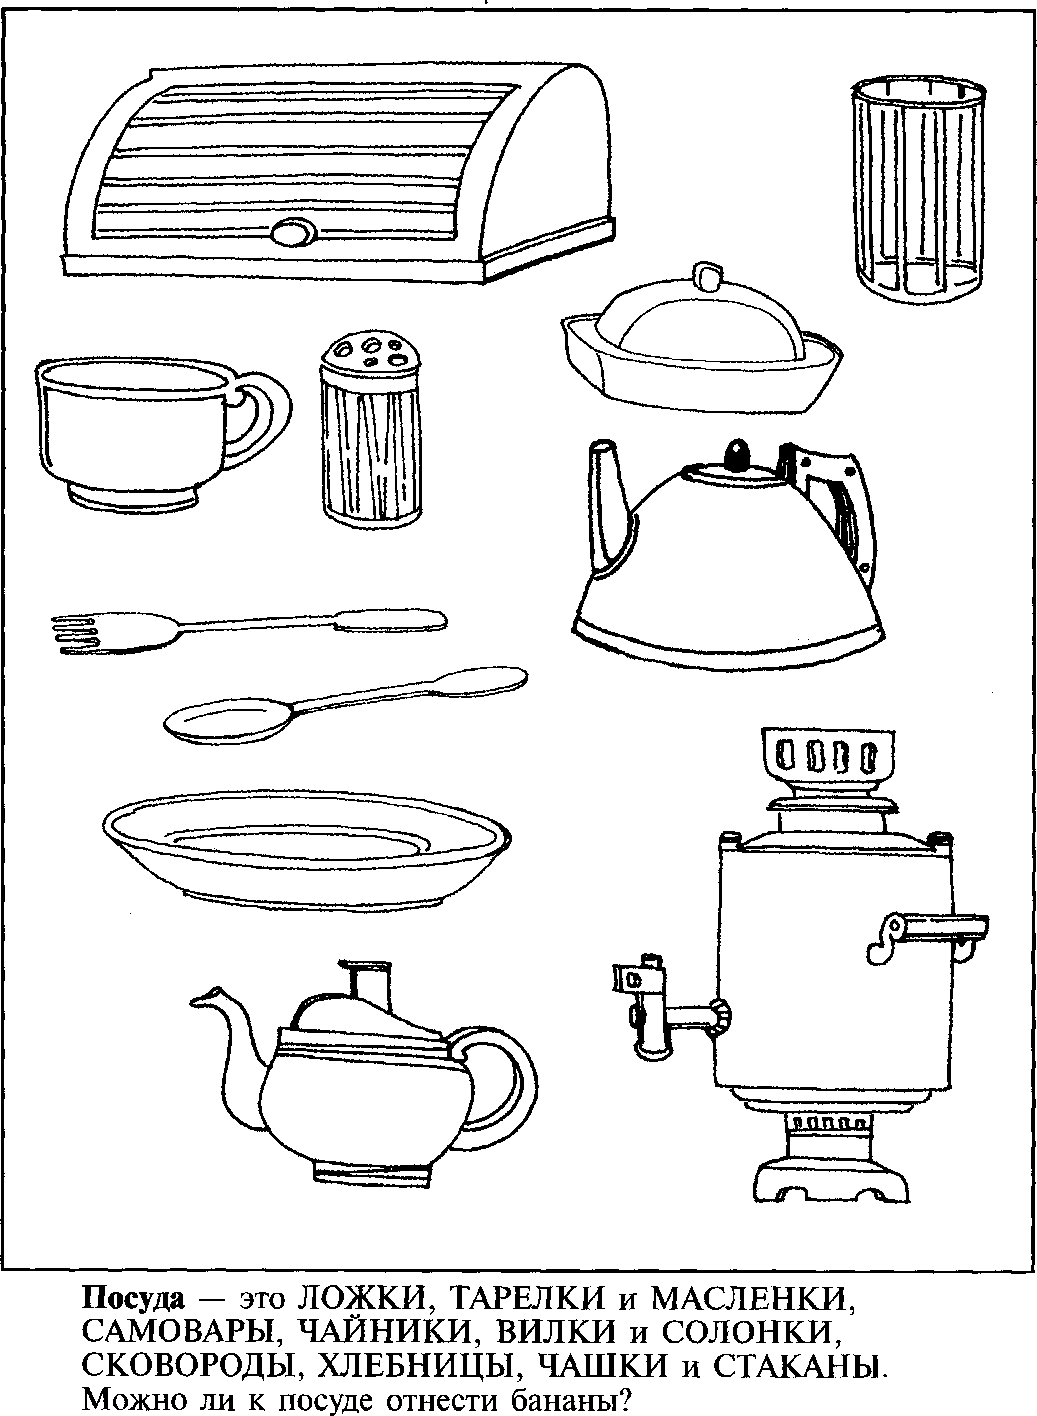 Посуда — это ЛОЖКИ, ТАРЕЛКИ и МАСЛЕНКИ,
САМОВАРЫ, ЧАЙНИКИ, ВИЛКИ и СОЛОНКИ,
СКОВОРОДЫ, ХЛЕБНИЦЫ, ЧАШКИ и СТАКАНЫ.
Можно ли к посуде отнести бананы?